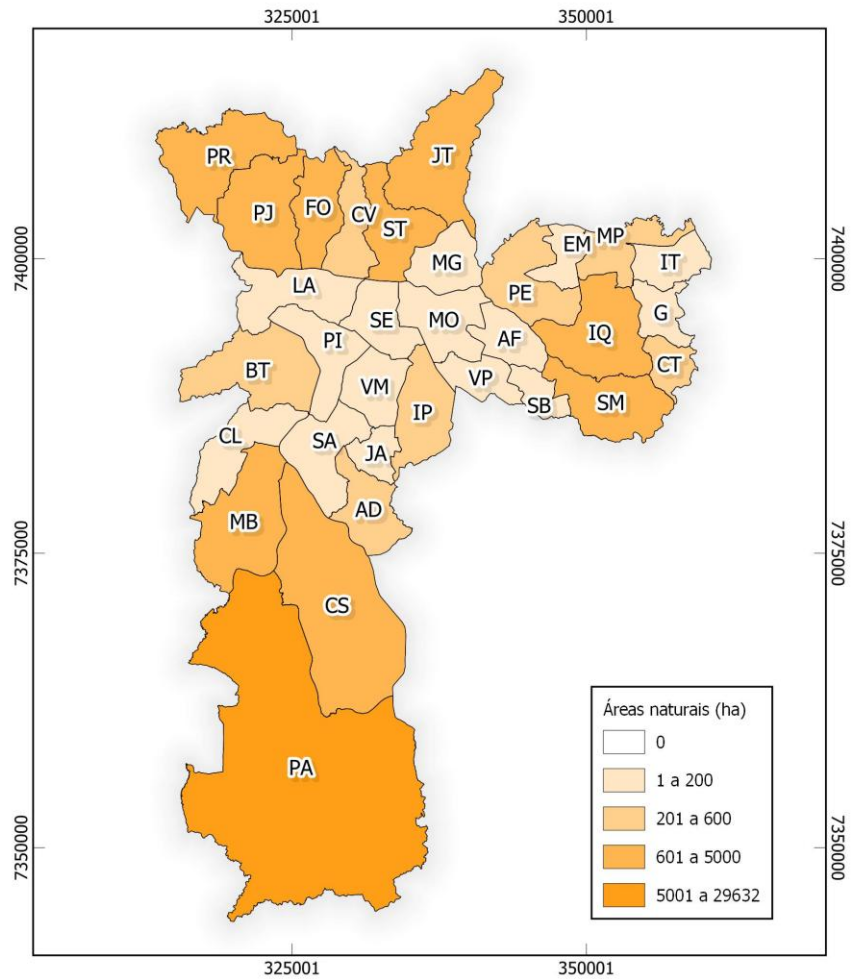 325001 350001
PR
JT
PJ
FO
CV
ST
7400000
EM
MP
7400000
MG
IT
LA
PE
SE
MO
G
PI
AF
IQ
BT
VM
VP
CT
IP
SB
SM
CL
SA
JA
AD
MB
7375000
7375000
CS
Áreas naturais (ha)
0
PA
1 a 200
201 a 600
7350000
7350000
601 a 5000
5001 a 29632
325001 350001